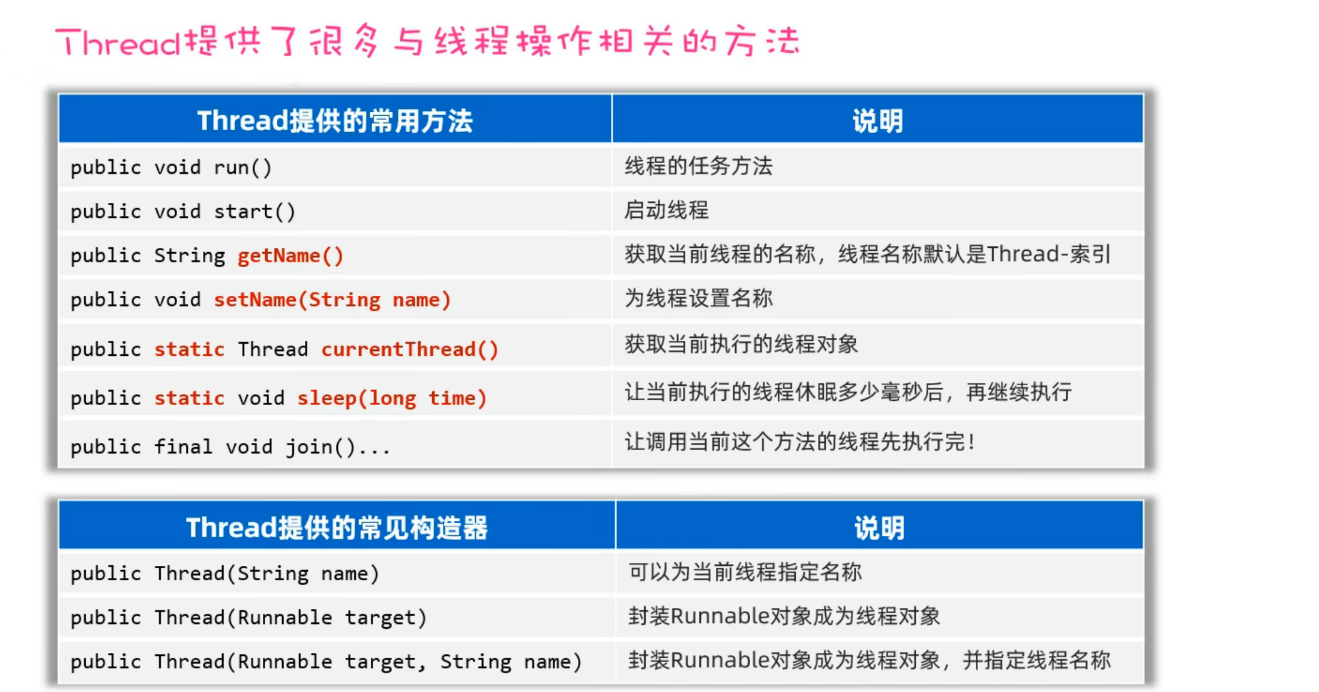 Thread提供了很多与线程操作相关的方法
Thread提供的常用方法 说明
public void run() 线程的任务方法
public void start() 启动线程
public String getName() 获取当前线程的名称，线程名称默认是Thread-索引
public void setName(String name) 为线程设置名称
public static Thread currentThread() 获取当前执行的线程对象
public static void sleep(long time) 让当前执行的线程休眠多少毫秒后，再继续执行
public final void join()... 让调用当前这个方法的线程先执行完！
Thread提供的常见构造器 说明
public Thread(String name) 可以为当前线程指定名称
public Thread(Runnable target) 封装Runnable对象成为线程对象
public Thread(Runnable target, String name) 封装Runnable对象成为线程对象，并指定线程名称